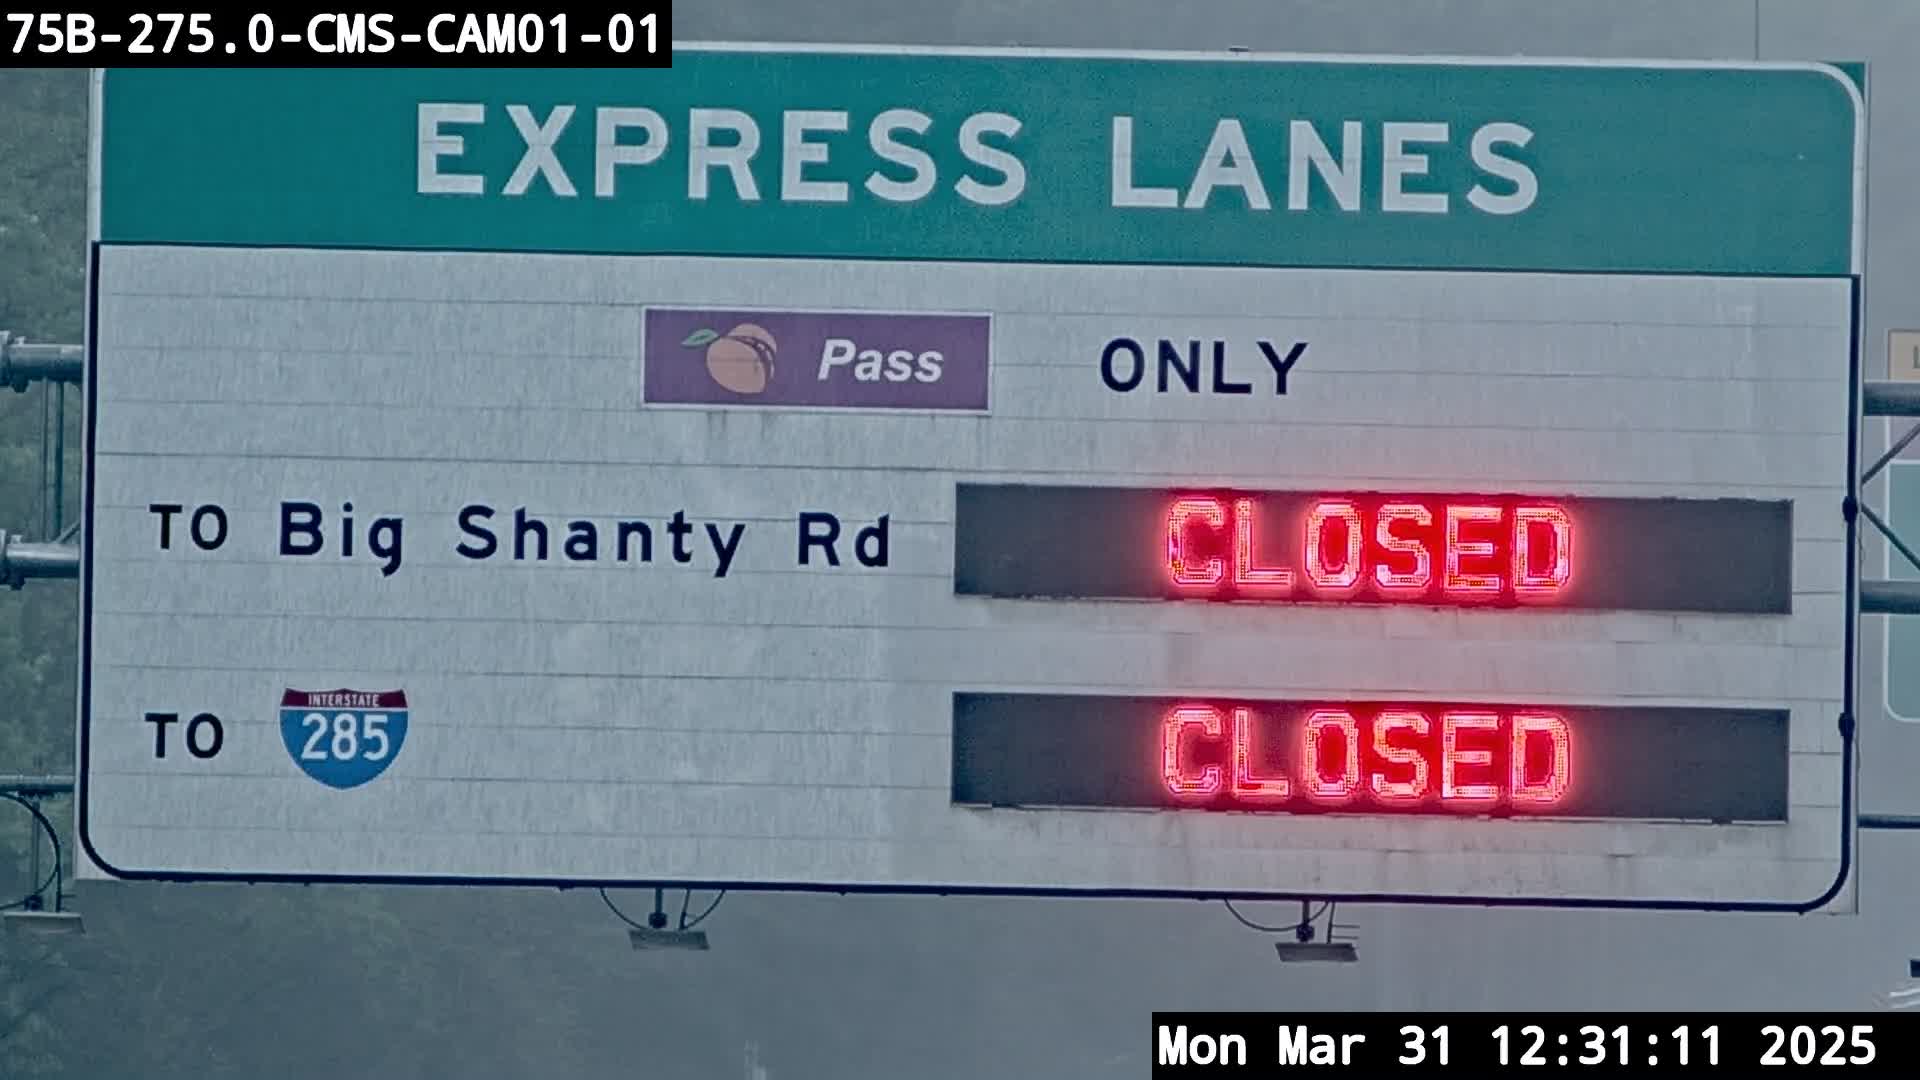 75B-275.0-CMS-CAM01-01
EXPRESS LANES
Pass ONLY
TO Big Shanty Rd CLOSED
TO INTERSTATE 285 CLOSED
Mon Mar 31 12:31:11 2025